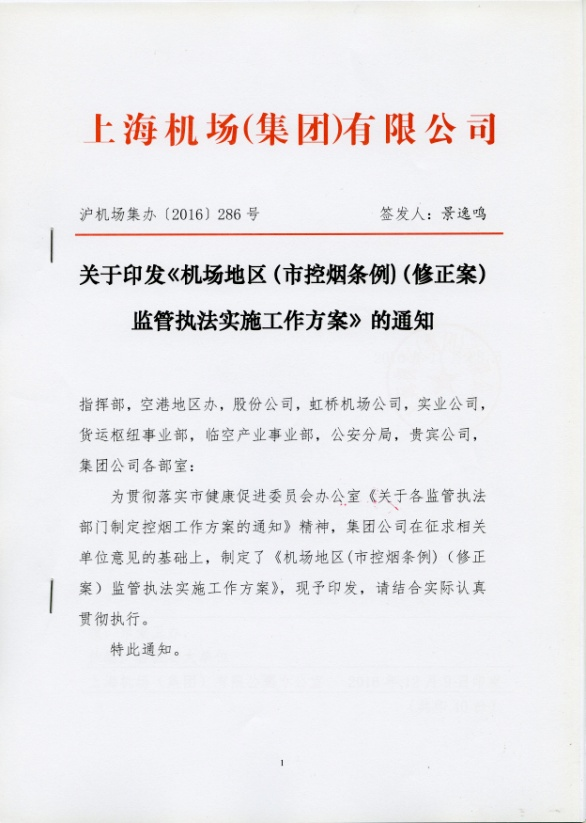 上海机场(集团)有限公司
沪机场集办〔2016〕286号 签发人：景逸鸣
关于印发《机场地区(市控烟条例)(修正案)
监管执法实施工作方案》的通知
指挥部，空港地区办，股份公司，虹桥机场公司，实业公司，
货运枢纽事业部，临空产业事业部，公安分局，贵宾公司，
集团公司各部室：
为贯彻落实市健康促进委员会办公室《关于各监管执法
部门制定控烟工作方案的通知》精神，集团公司在征求相关
单位意见的基础上，制定了《机场地区(市控烟条例)（修正
案）监管执法实施工作方案》，现予印发，请结合实际认真
贯彻执行。
特此通知。
1